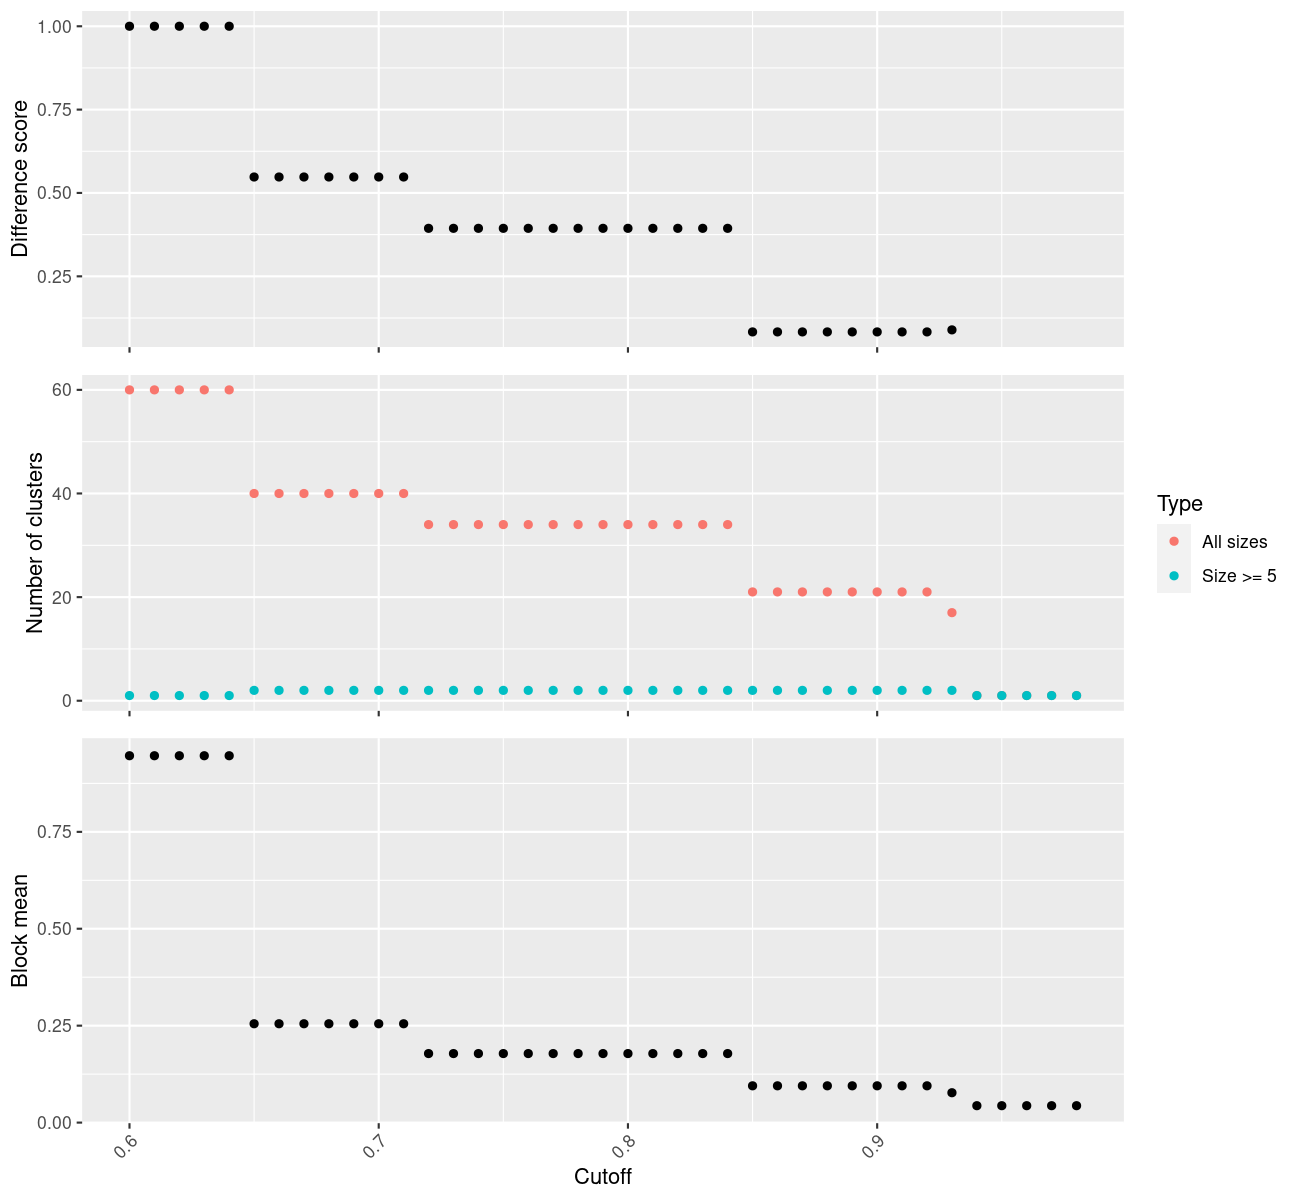 1.00
0.75
0.50
0.25
Difference score
60
40
20
0
Number of clusters
Type
All sizes
Size >= 5
0.75
0.50
0.25
0.00
Block mean
0.6
0.7
0.8
0.9
Cutoff